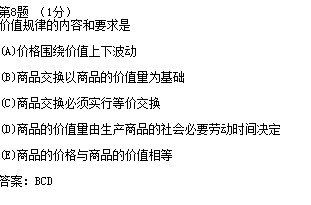 第8题 （1分）
价值规律的内容和要求是
(A)价格围绕价值上下波动
(B)商品交换以商品的价值量为基础
(C)商品交换必须实行等价交换
(D)商品的价值量由生产商品的社会必要劳动时间决定
(E)商品的价格与商品的价值相等
答案：BCD